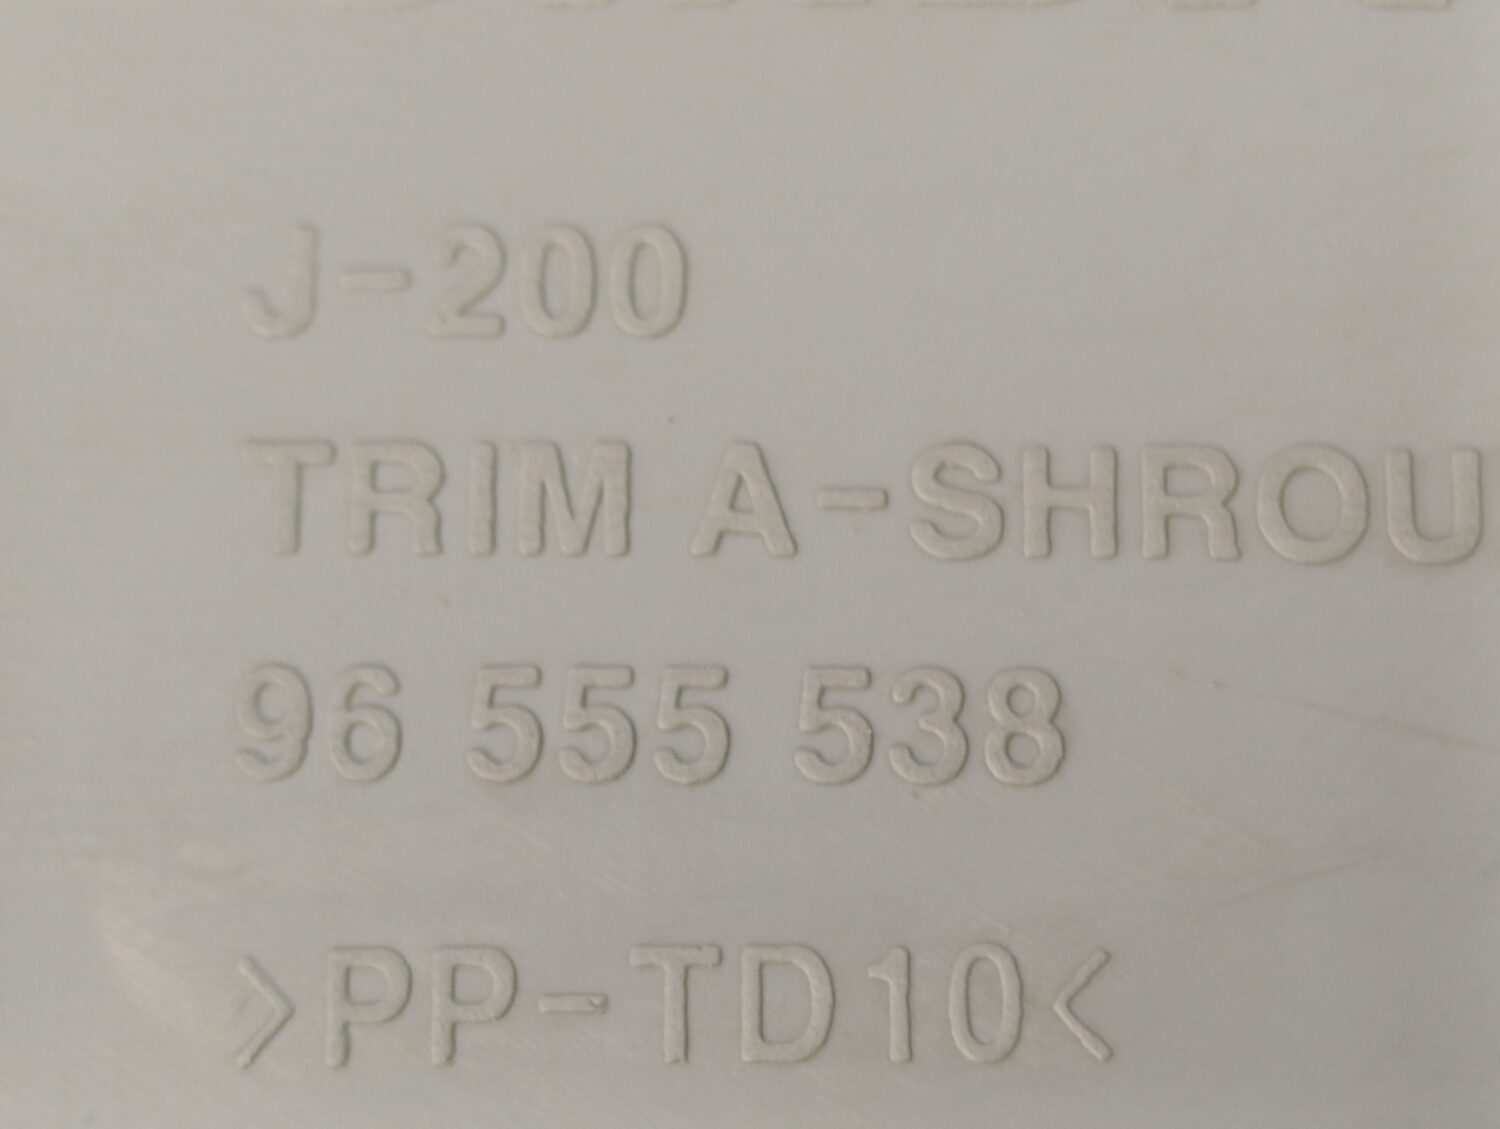 J-200
TRIM A-SHROU
96 555 538
>PP-TD10<